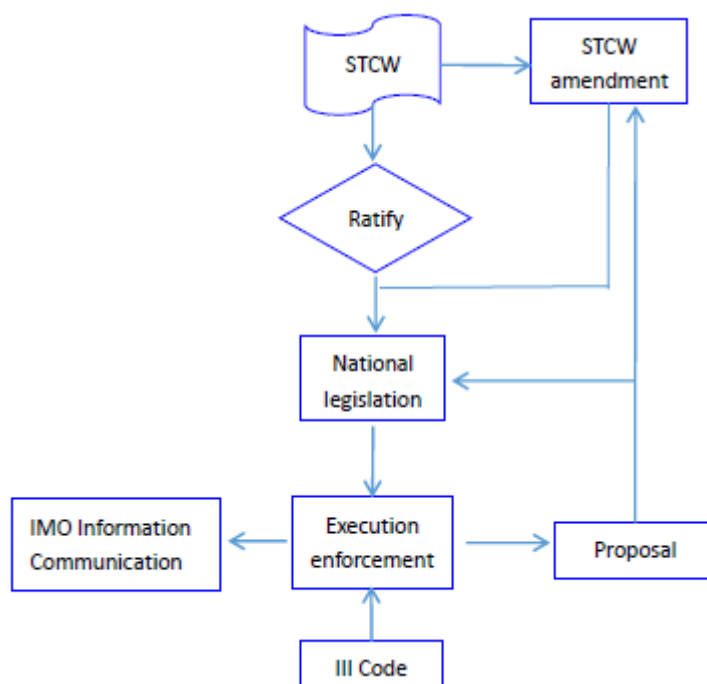 STCW
STCW
amendment
Ratify
National
legislation
IMO Information
Communication
Execution
enforcement
Proposal
III Code